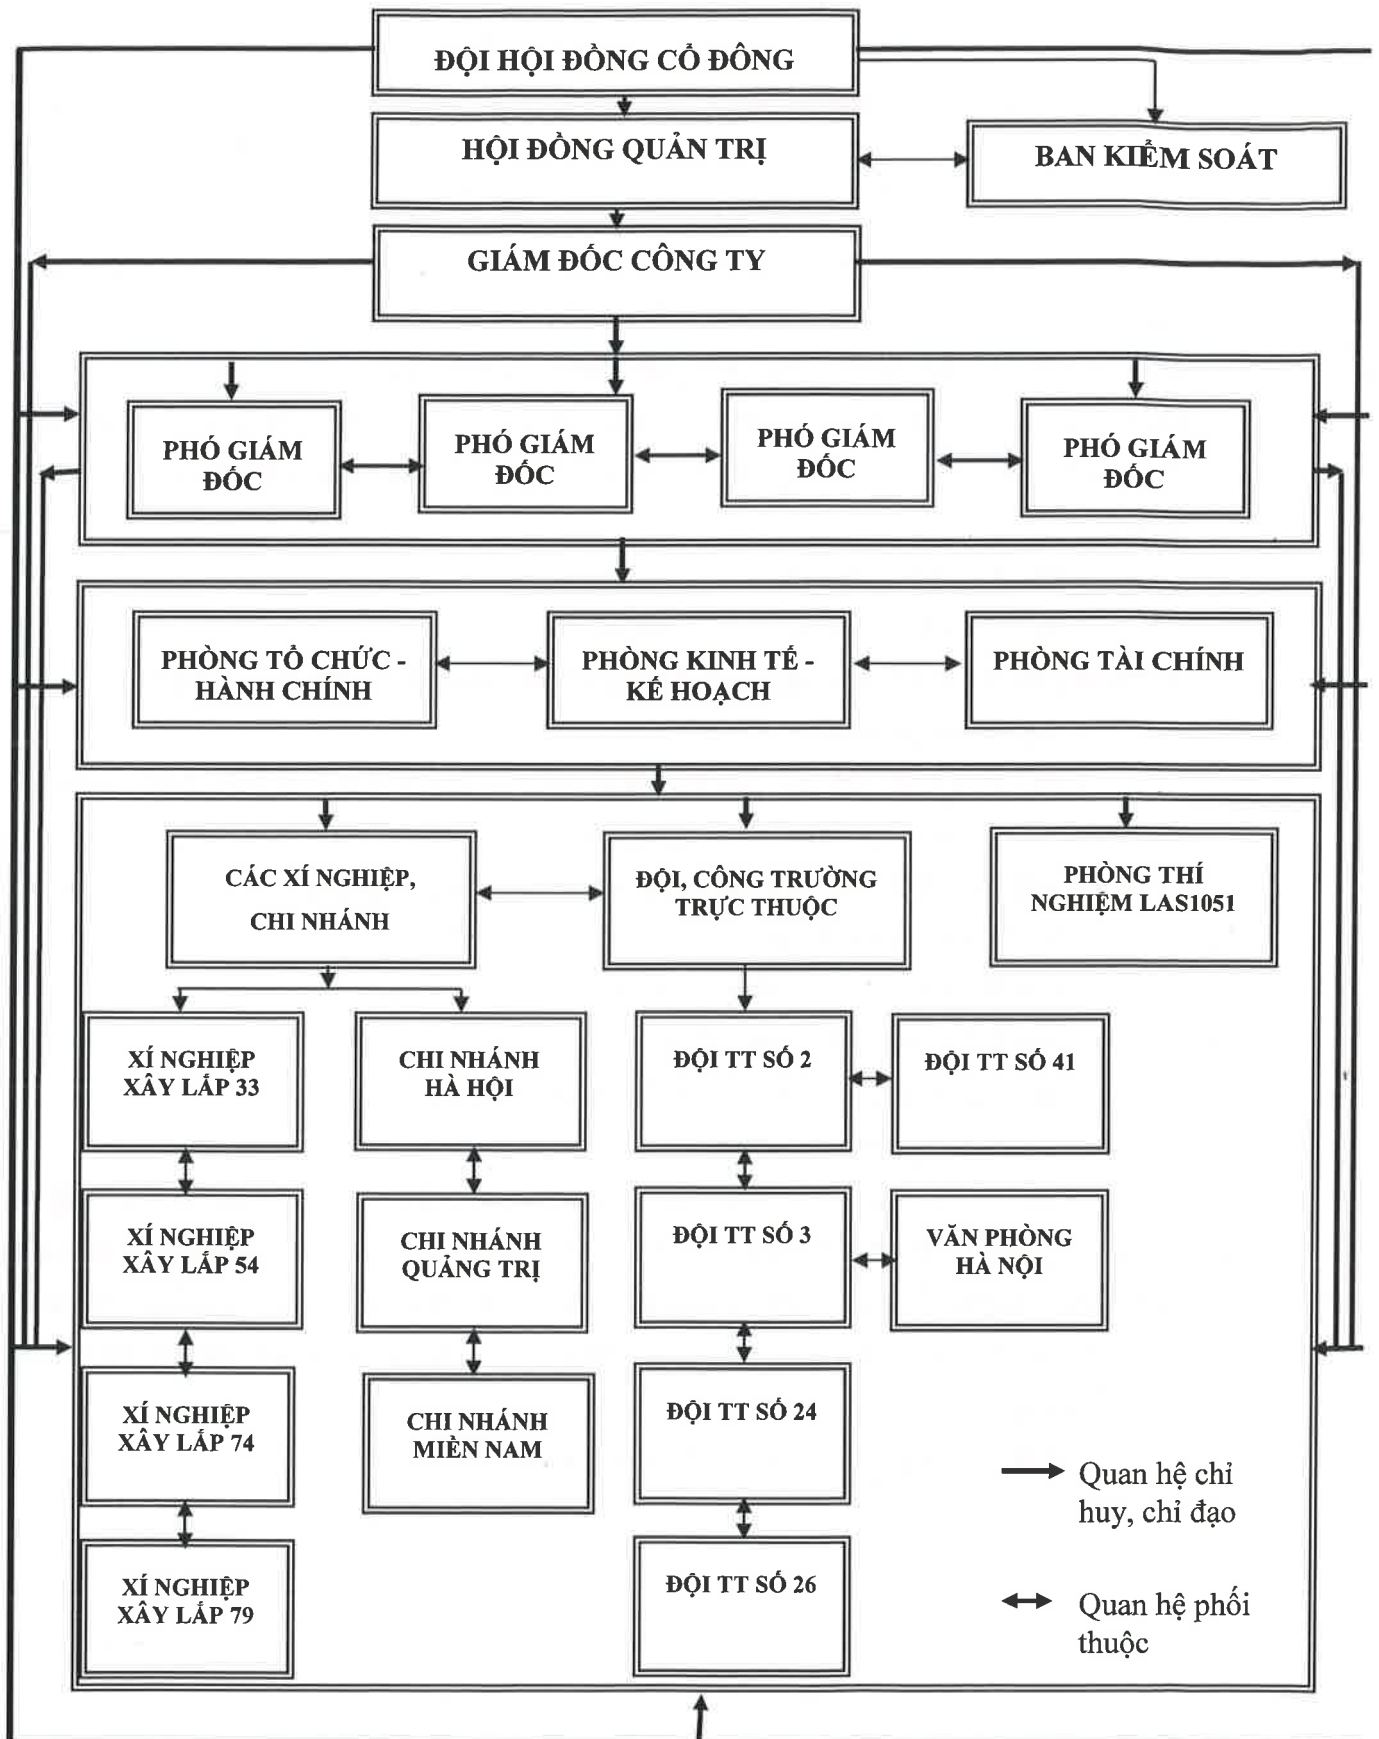 ĐỘI HỘI ĐỒNG CỔ ĐÔNG
HỘI ĐỒNG QUẢN TRỊ
BAN KIỂM SOÁT
GIÁM ĐỐC CÔNG TY
PHÓ GIÁM
ĐỐC
PHÓ GIÁM
ĐỐC
PHÓ GIÁM
ĐỐC
PHÓ GIÁM
ĐỐC
PHÒNG TỔ CHỨC -
HÀNH CHÍNH
PHÒNG KINH TẾ -
KẾ HOẠCH
PHÒNG TÀI CHÍNH
CÁC XÍ NGHIỆP,
CHI NHÁNH
ĐỘI, CÔNG TRƯỜNG
TRỰC THUỘC
PHÒNG THÍ
NGHIỆM LAS1051
XÍ NGHIỆP
XÂY LẮP 33
CHI NHÁNH
HÀ HỘI
ĐỘI TT SỐ 2
ĐỘI TT SỐ 41
XÍ NGHIỆP
XÂY LẮP 54
CHI NHÁNH
QUẢNG TRỊ
ĐỘI TT SỐ 3
VĂN PHÒNG
HÀ NỘI
XÍ NGHIỆP
XÂY LẮP 74
CHI NHÁNH
MIỀN NAM
ĐỘI TT SỐ 24
XÍ NGHIỆP
XÂY LẮP 79
ĐỘI TT SỐ 26
Quan hệ chỉ
huy, chỉ đạo
Quan hệ phối
thuộc